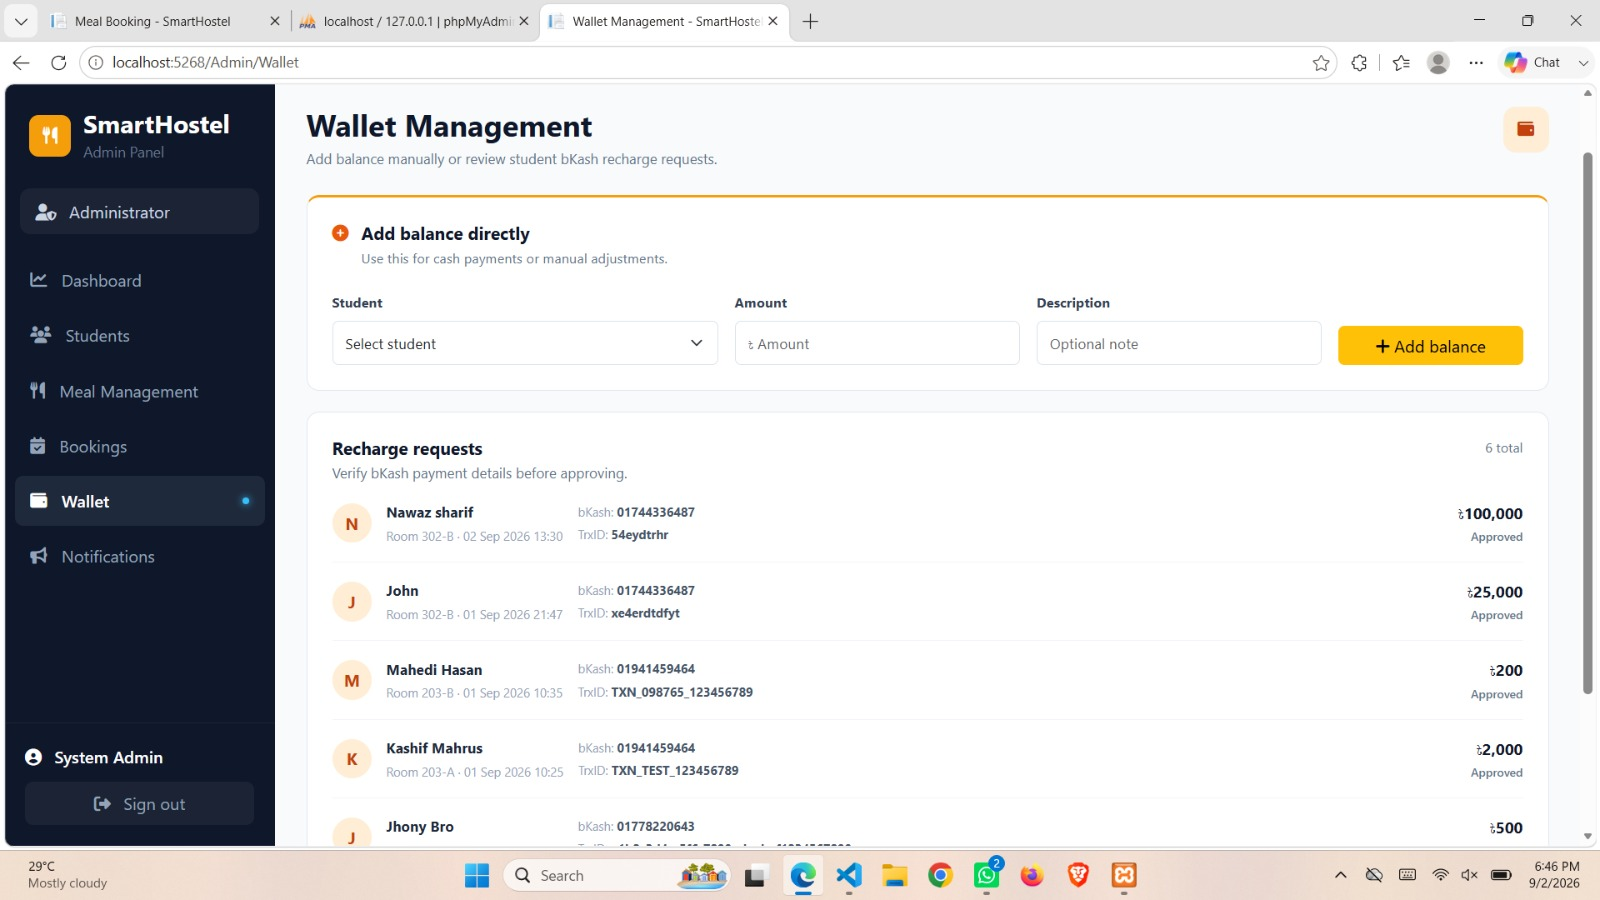 Meal Booking - SmartHostel
localhost / 127.0.0.1 | phpMyAdmin
Wallet Management - SmartHostel
localhost:5268/Admin/Wallet
Chat
SmartHostel
Admin Panel
Administrator
Dashboard
Students
Meal Management
Bookings
Wallet
Notifications
System Admin
Sign out
Wallet Management
Add balance manually or review student bKash recharge requests.
Add balance directly
Use this for cash payments or manual adjustments.
Student
Amount
Description
Select student
৳ Amount
Optional note
+ Add balance
Recharge requests
6 total
Verify bKash payment details before approving.
N
Nawaz sharif
bKash: 01744336487
৳100,000
Room 302-B · 02 Sep 2026 13:30
TrxID: 54eydtrhr
Approved
J
John
bKash: 01744336487
৳25,000
Room 302-B · 01 Sep 2026 21:47
TrxID: xe4erdtdfyt
Approved
M
Mahedi Hasan
bKash: 01941459464
৳200
Room 203-B · 01 Sep 2026 10:35
TrxID: TXN_098765_123456789
Approved
K
Kashif Mahrus
bKash: 01941459464
৳2,000
Room 203-A · 01 Sep 2026 10:25
TrxID: TXN_TEST_123456789
Approved
J
Jhony Bro
bKash: 01778220643
৳500
29°C
Mostly cloudy
Search
2
6:46 PM
9/2/2026